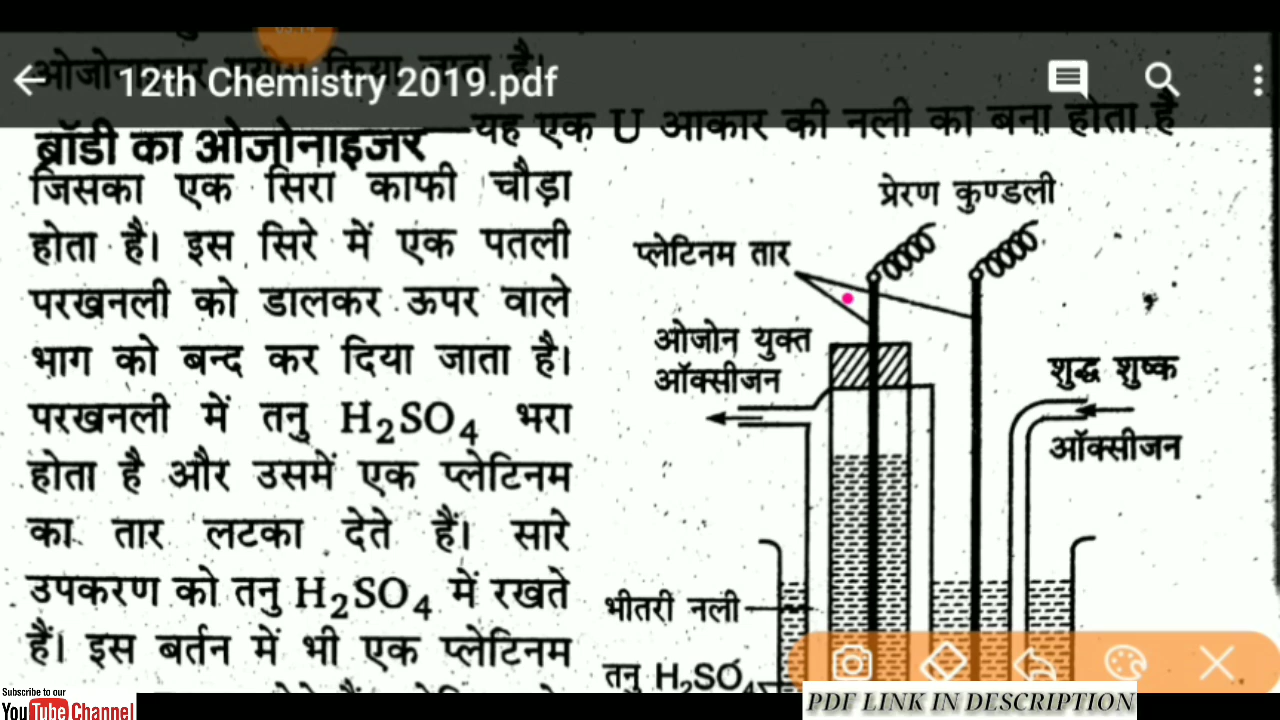 03:14
12th Chemistry 2019.pdf
ब्रॉडी का ओजोनाइजर—यह एक U आकार की नली का बना होता है
जिसका एक सिरा काफी चौड़ा
होता है। इस सिरे में एक पतली
परखनली को डालकर ऊपर वाले
भाग को बन्द कर दिया जाता है।
परखनली में तनु H₂SO₄ भरा
होता है और उसमें एक प्लेटिनम
का तार लटका देते हैं। सारे
उपकरण को तनु H₂SO₄ में रखते
हैं। इस बर्तन में भी एक प्लेटिनम
प्रेरण कुण्डली
प्लेटिनम तार
ओजोन युक्त
ऑक्सीजन
शुद्ध शुष्क
ऑक्सीजन
भीतरी नली
तनु H₂SO₄
Subscribe to our
YouTube Channel
PDF LINK IN DESCRIPTION